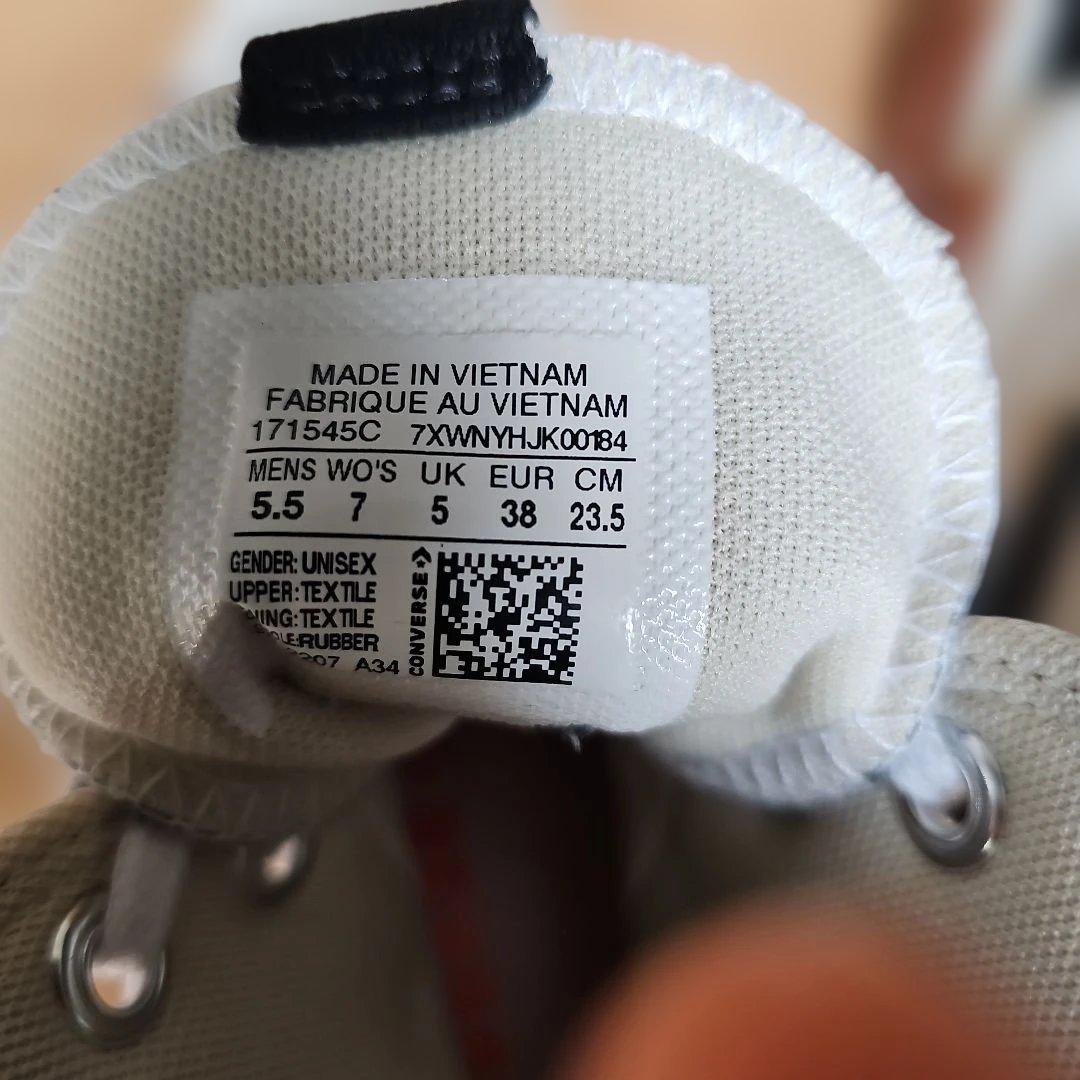 MADE IN VIETNAM
FABRIQUE AU VIETNAM
171545C 7XWNYHJK00184
MENS WO'S UK EUR CM
5.5 7 5 38 23.5
GENDER: UNISEX
UPPER: TEXTILE
TEXTILE
RUBBER
A34
CONVERSE